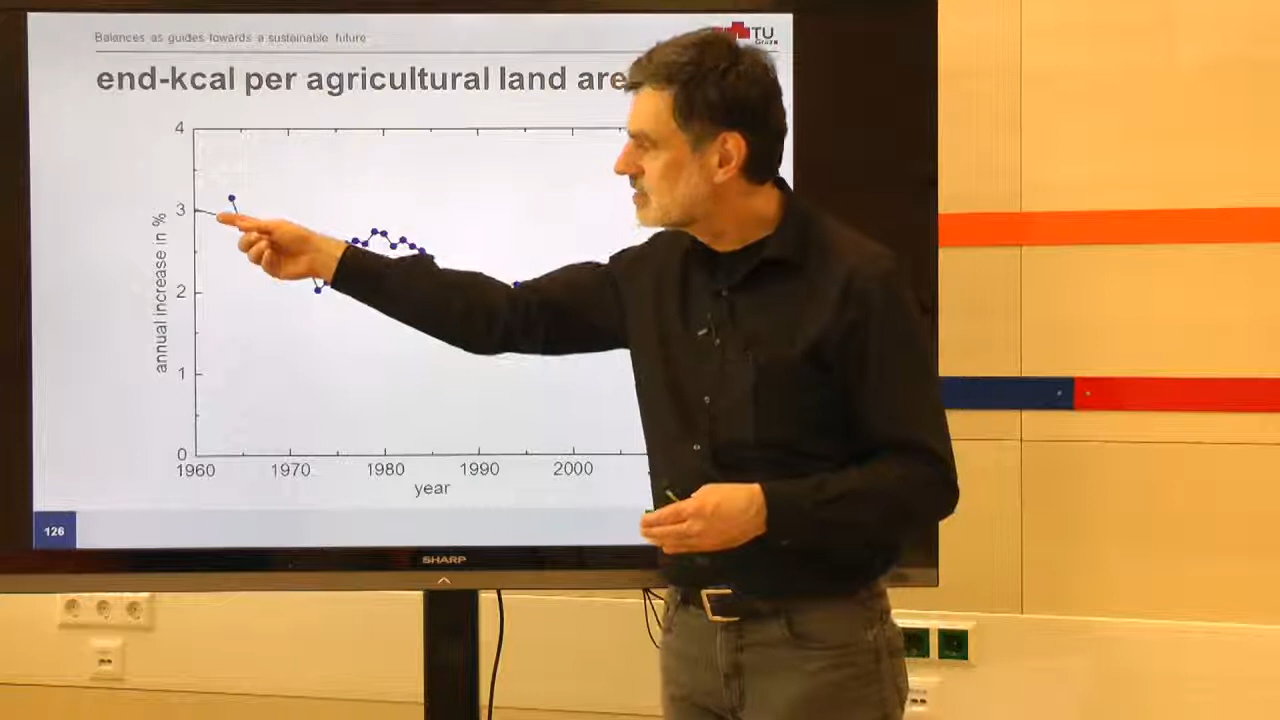 Balances as guides towards a sustainable future
TU
Graz
end-kcal per agricultural land are
4
3
2
1
0
annual increase in %
1960 1970 1980 1990 2000
year
126
SHARP